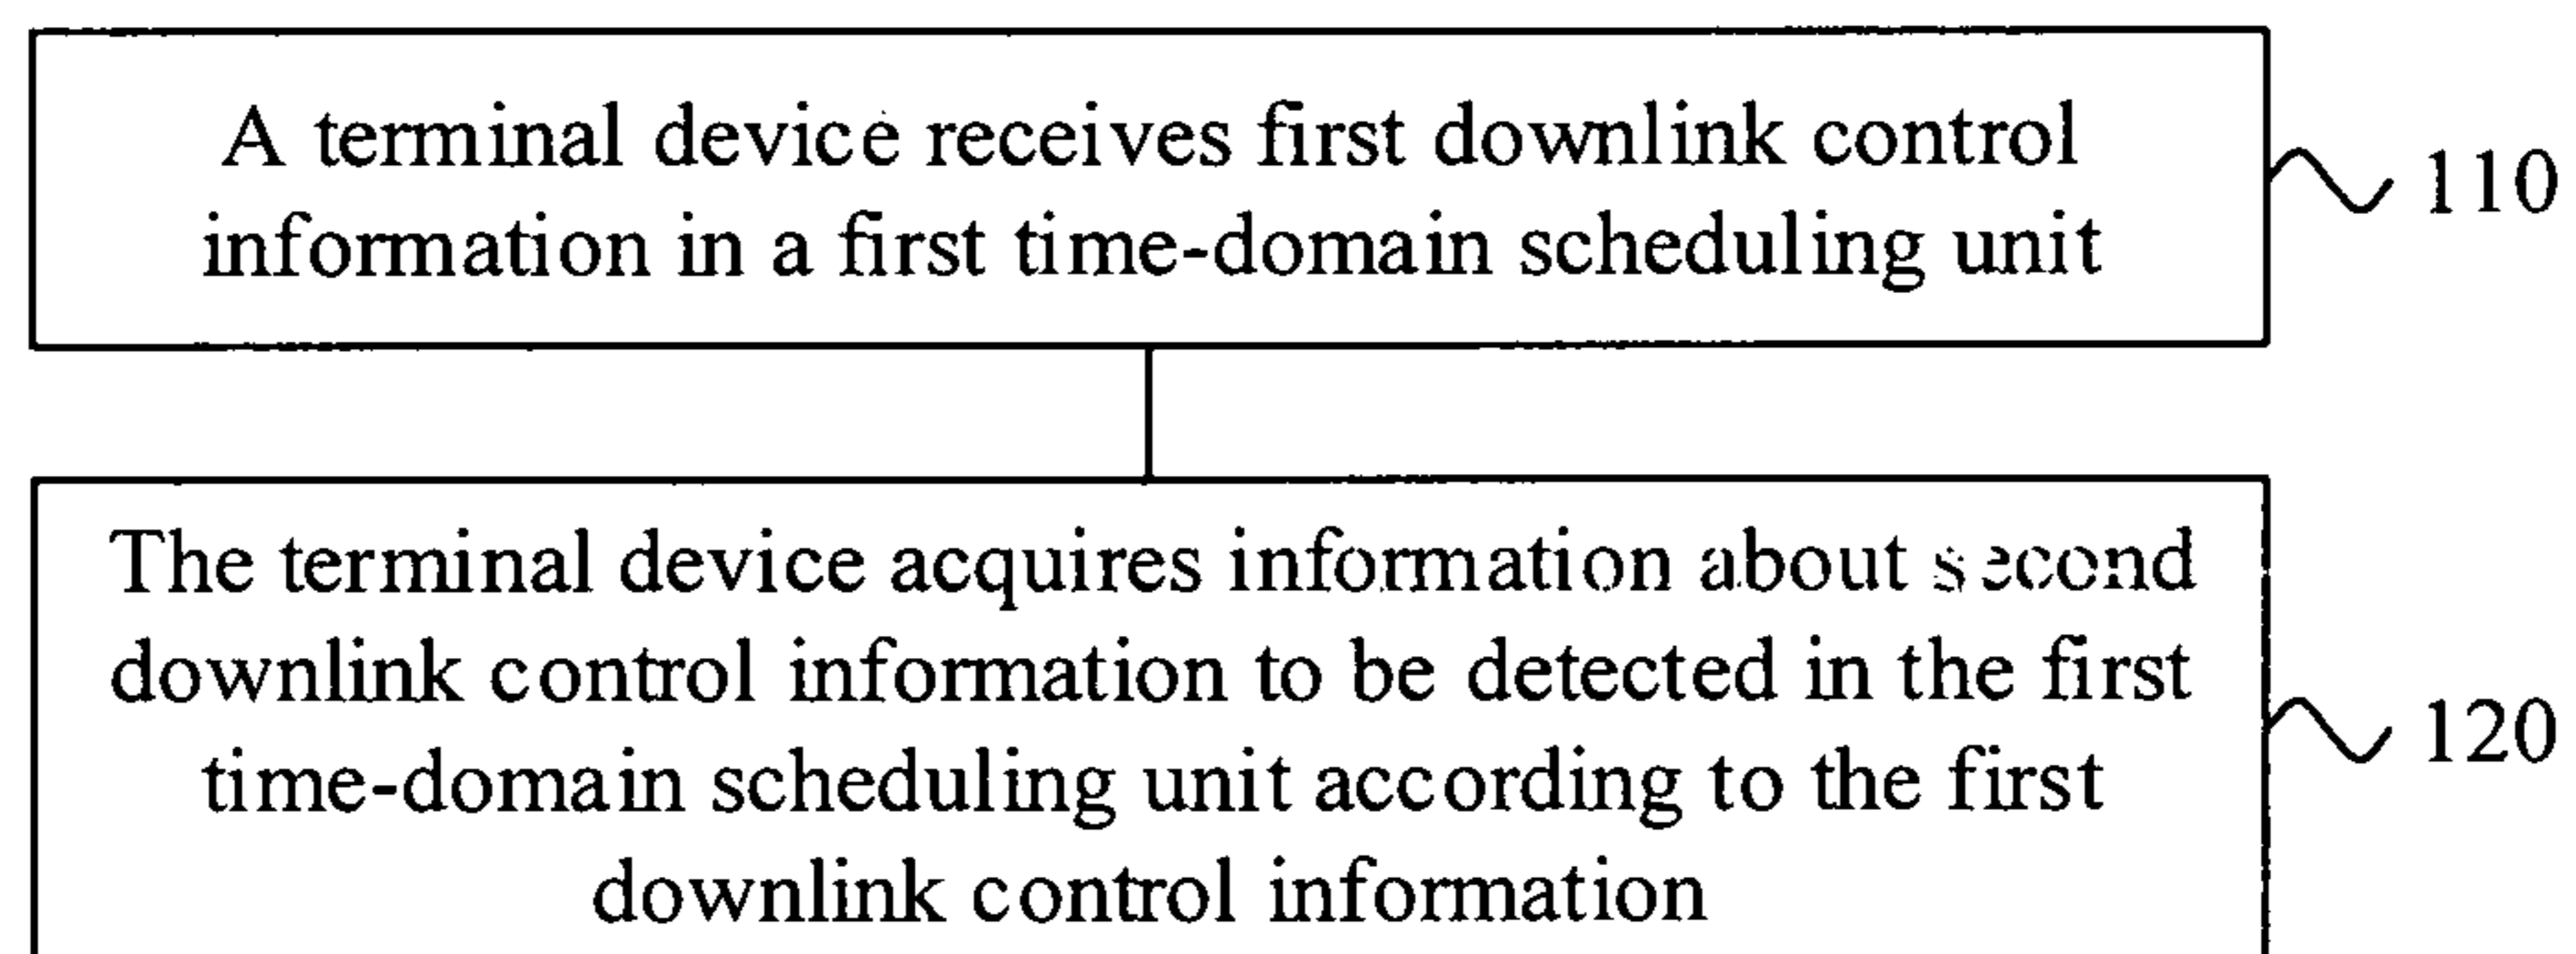 A terminal device receives first downlink control
information in a first time-domain scheduling unit
110
The terminal device acquires information about second
downlink control information to be detected in the first
time-domain scheduling unit according to the first
downlink control information
120